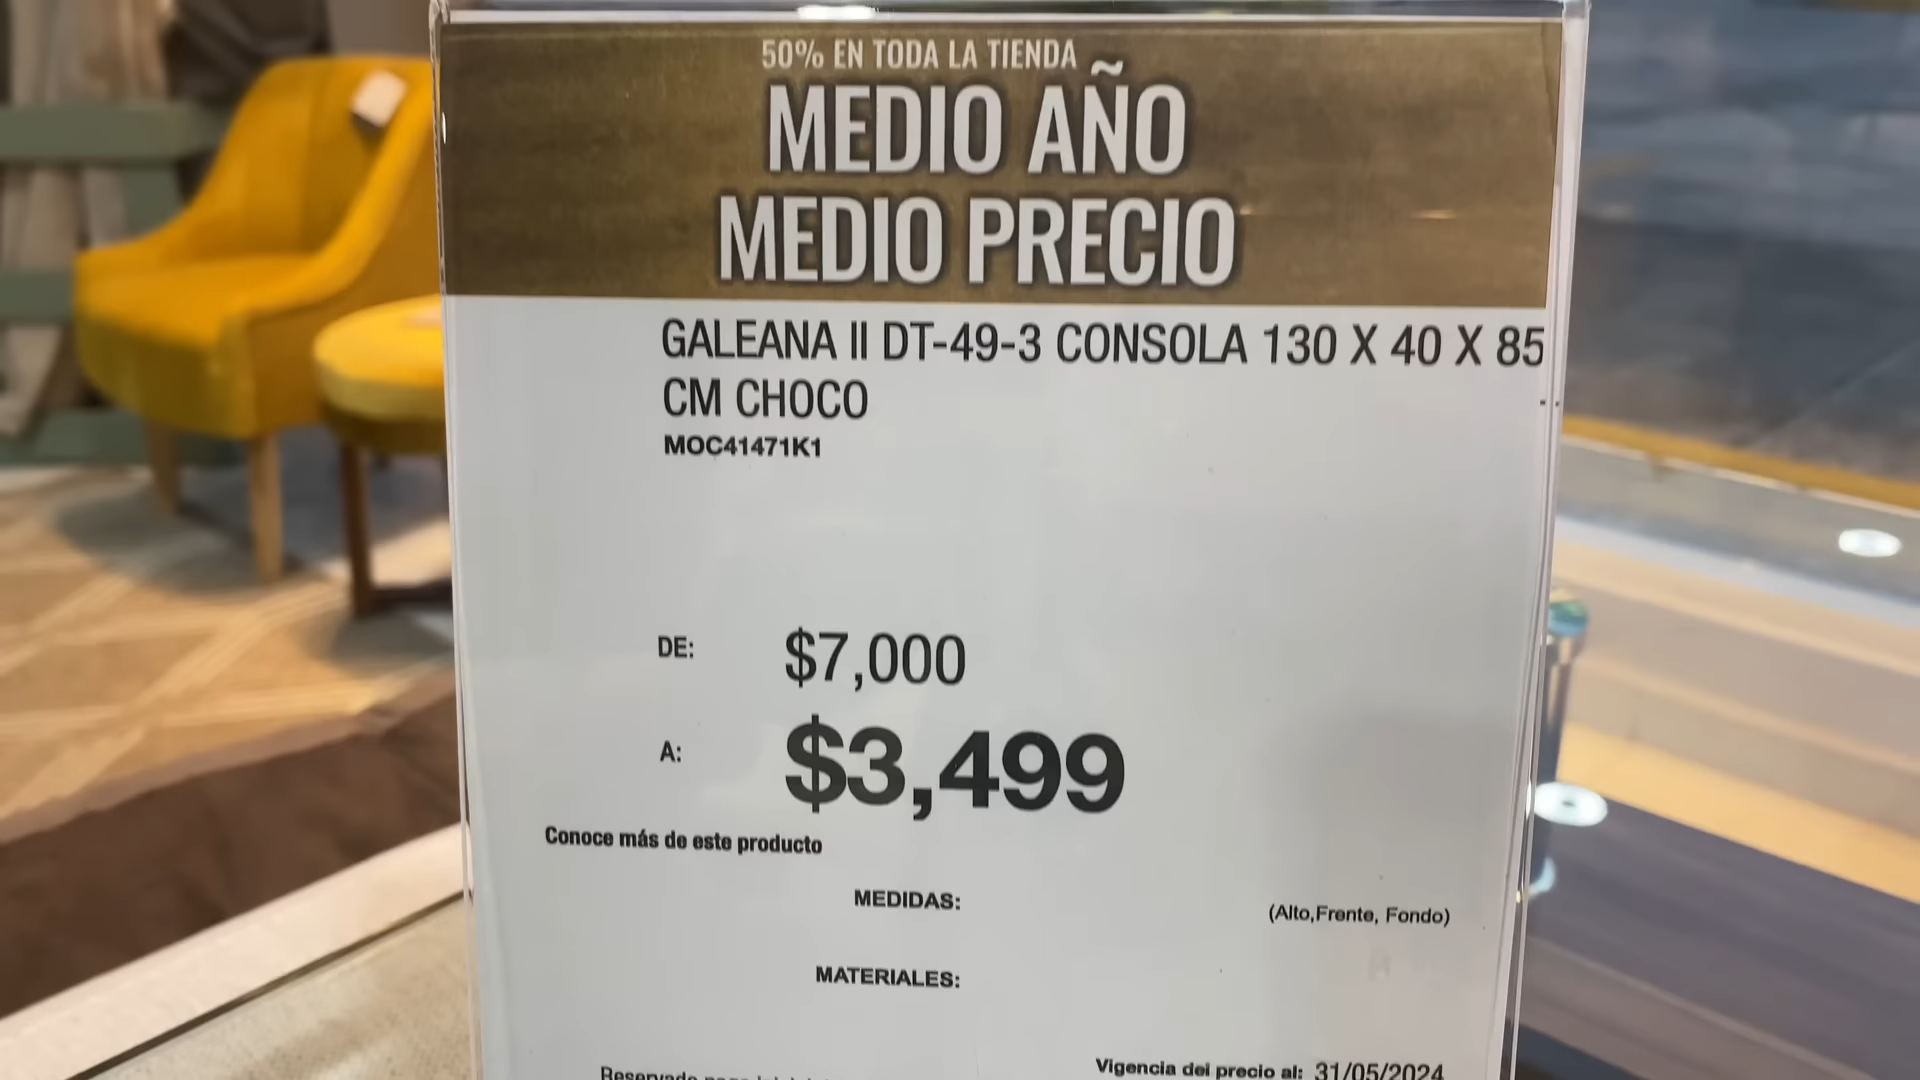 50% EN TODA LA TIENDA
MEDIO AÑO
MEDIO PRECIO
GALEANA II DT-49-3 CONSOLA 130 X 40 X 85
CM CHOCO
MOC41471K1
DE: $7,000
A: $3,499
Conoce más de este producto
MEDIDAS: (Alto,Frente, Fondo)
MATERIALES:
Vigencia del precio al: 31/05/2024
Reservado